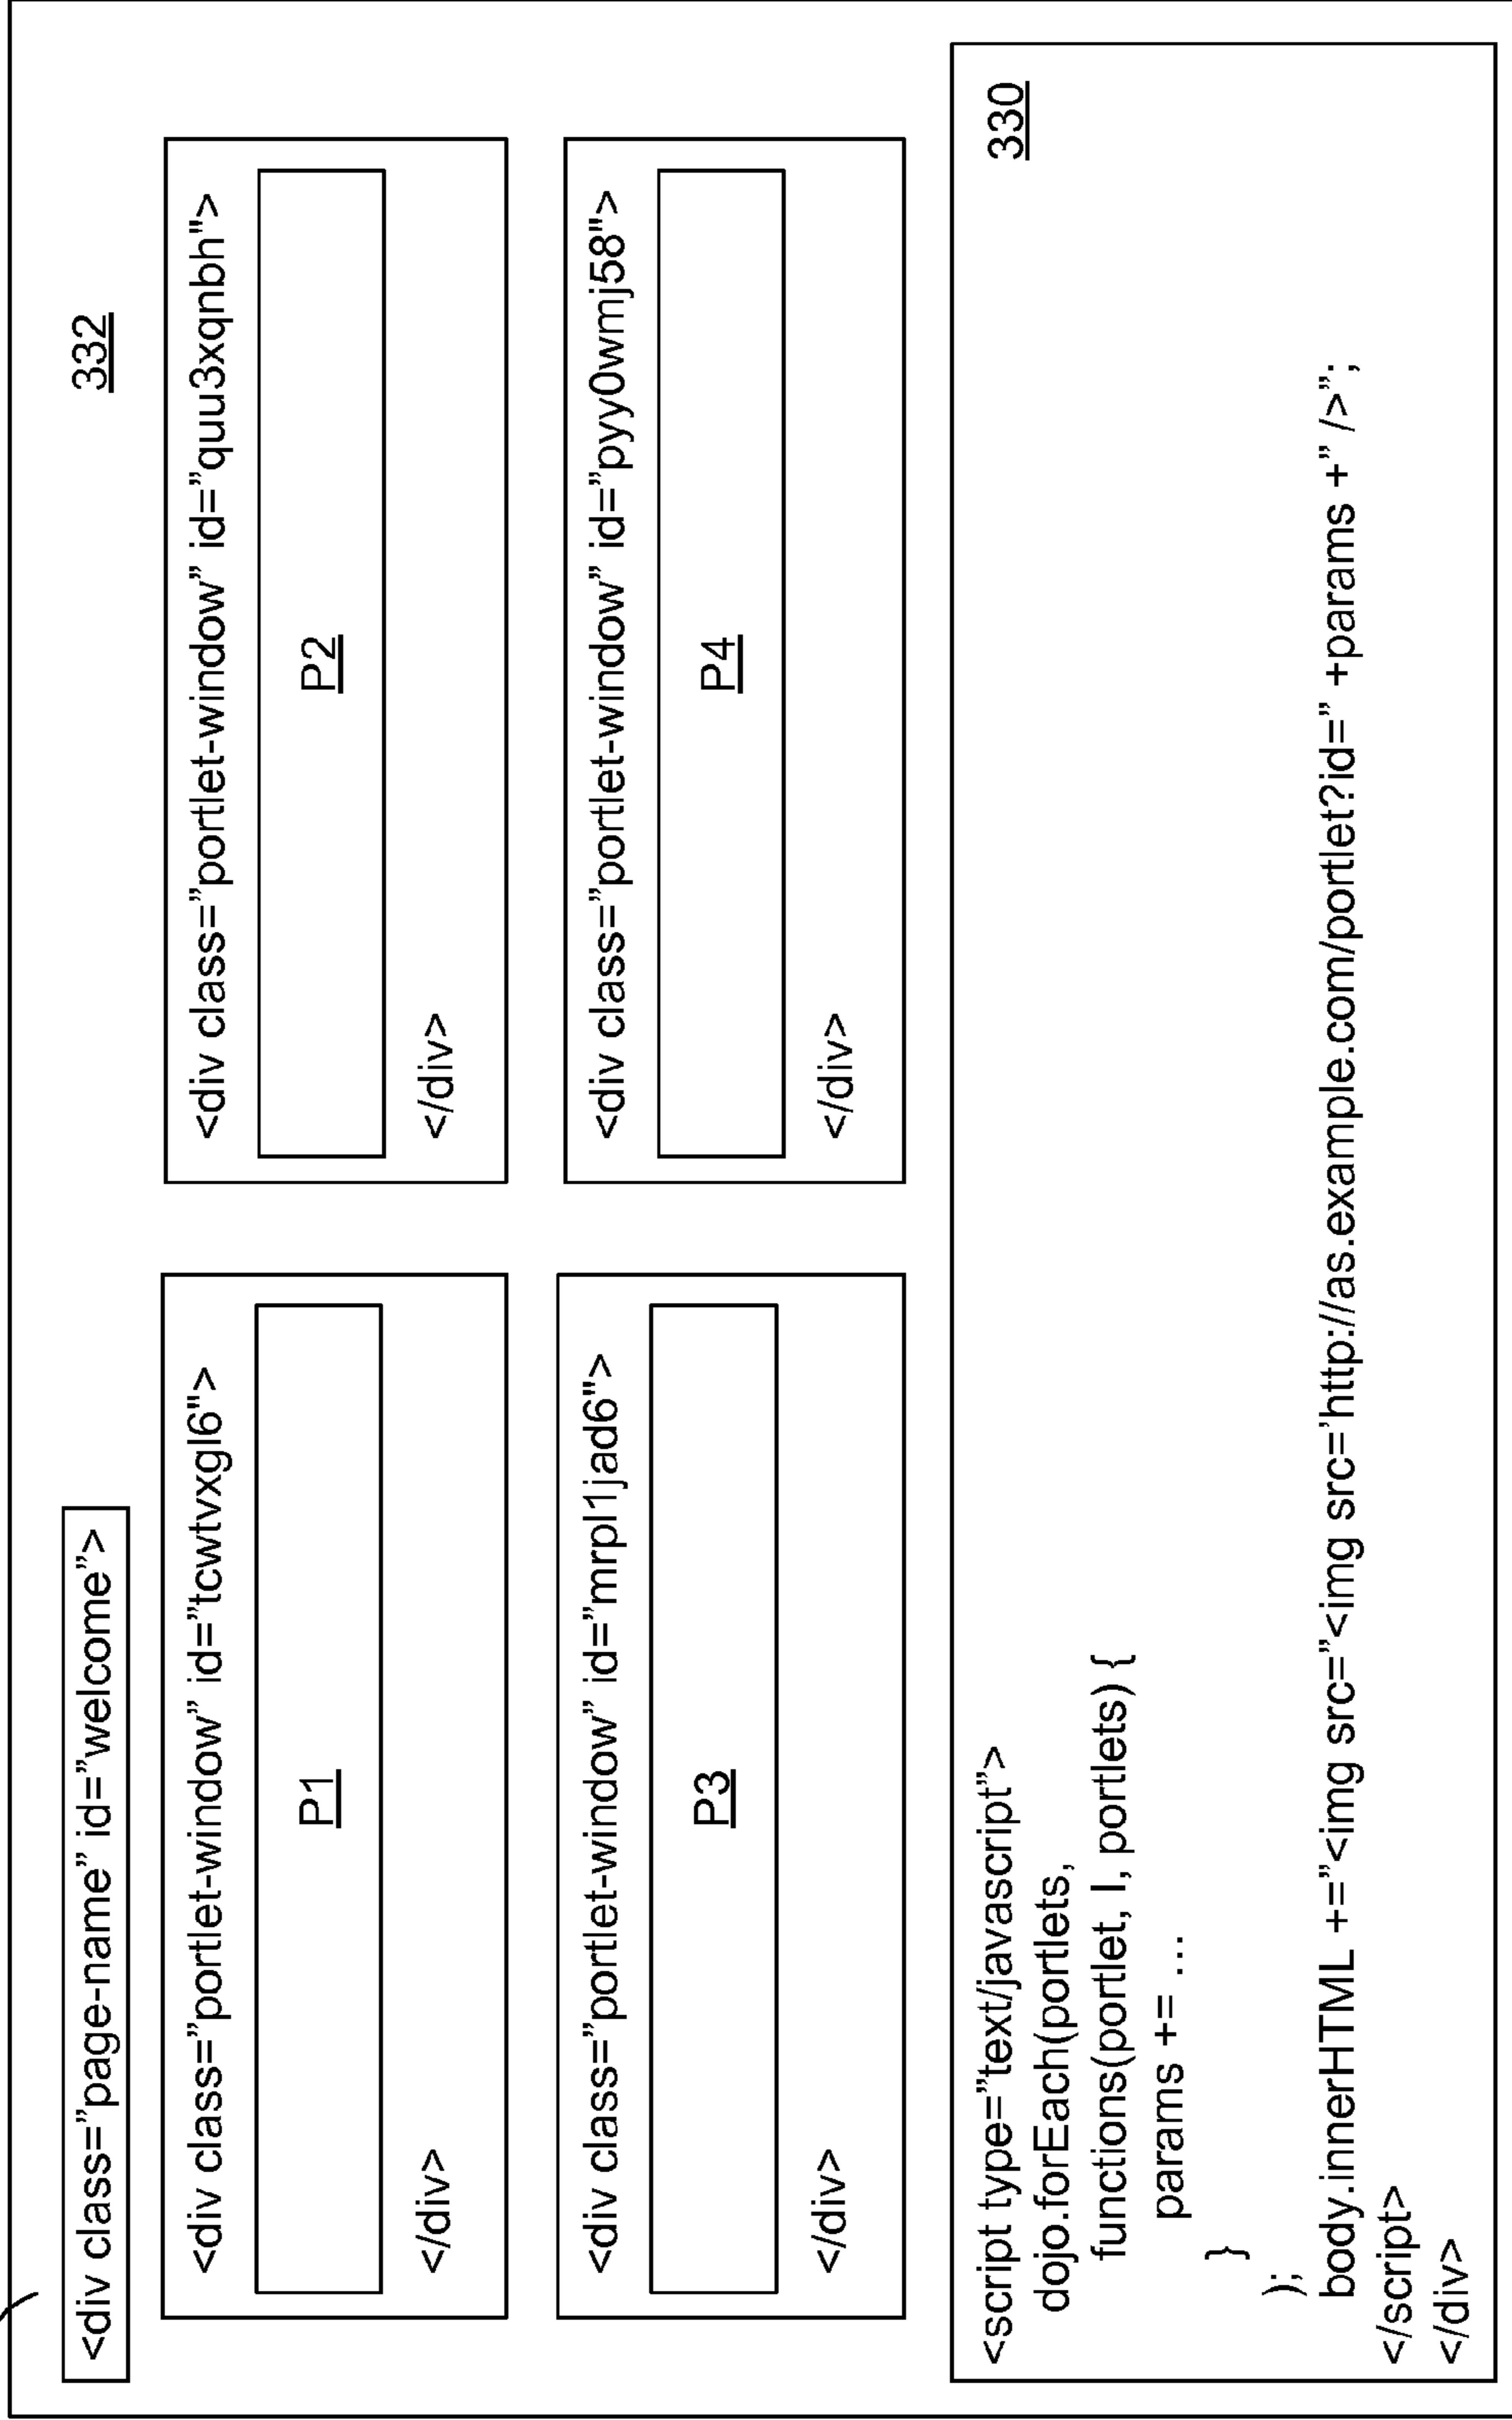 332
<div class=”page-name” id=”welcome”>
<div class=”portlet-window” id=”tcwtvxgl6">
P1
</div>
<div class=”portlet-window” id=”quu3xqnbh">
P2
</div>
<div class=”portlet-window” id=”mrpl1jad6">
P3
</div>
<div class=”portlet-window” id=”pyy0wmj58">
P4
</div>
330
<script type=”text/javascript”>
dojo.forEach(portlets,
functions(portlet, I, portlets) {
params += …
}
);
body.innerHTML +=”<img src=”<img src=’http://as.example.com/portlet?id=” +params +” />”;
</script>
</div>